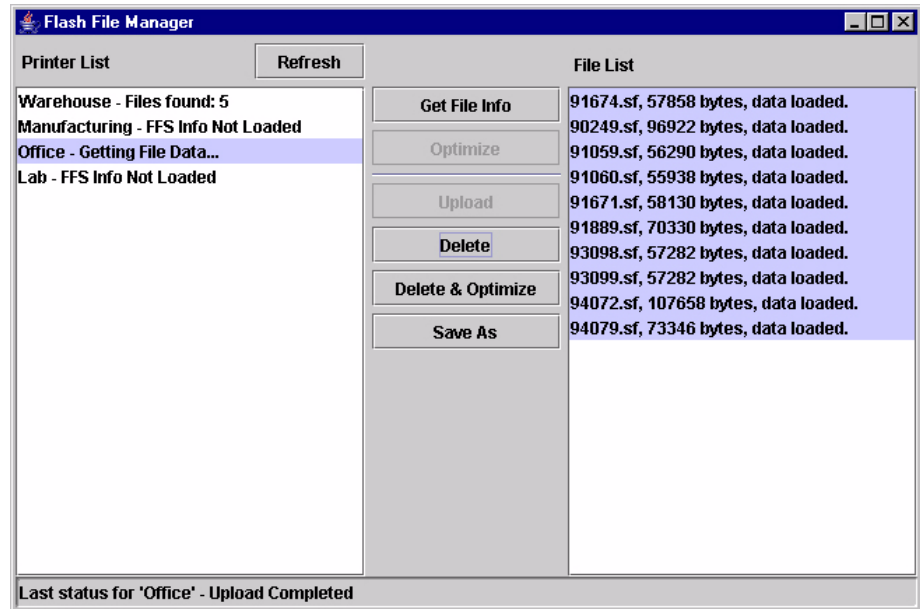 Flash File Manager
Printer List
Refresh
File List
Warehouse - Files found: 5
Manufacturing - FFS Info Not Loaded
Office - Getting File Data...
Lab - FFS Info Not Loaded
Get File Info
Optimize
Upload
Delete
Delete & Optimize
Save As
91674.sf, 57858 bytes, data loaded.
90249.sf, 96922 bytes, data loaded.
91059.sf, 56290 bytes, data loaded.
91060.sf, 55938 bytes, data loaded.
91671.sf, 58130 bytes, data loaded.
91889.sf, 70330 bytes, data loaded.
93098.sf, 57282 bytes, data loaded.
93099.sf, 57282 bytes, data loaded.
94072.sf, 107658 bytes, data loaded.
94079.sf, 73346 bytes, data loaded.
Last status for 'Office' - Upload Completed